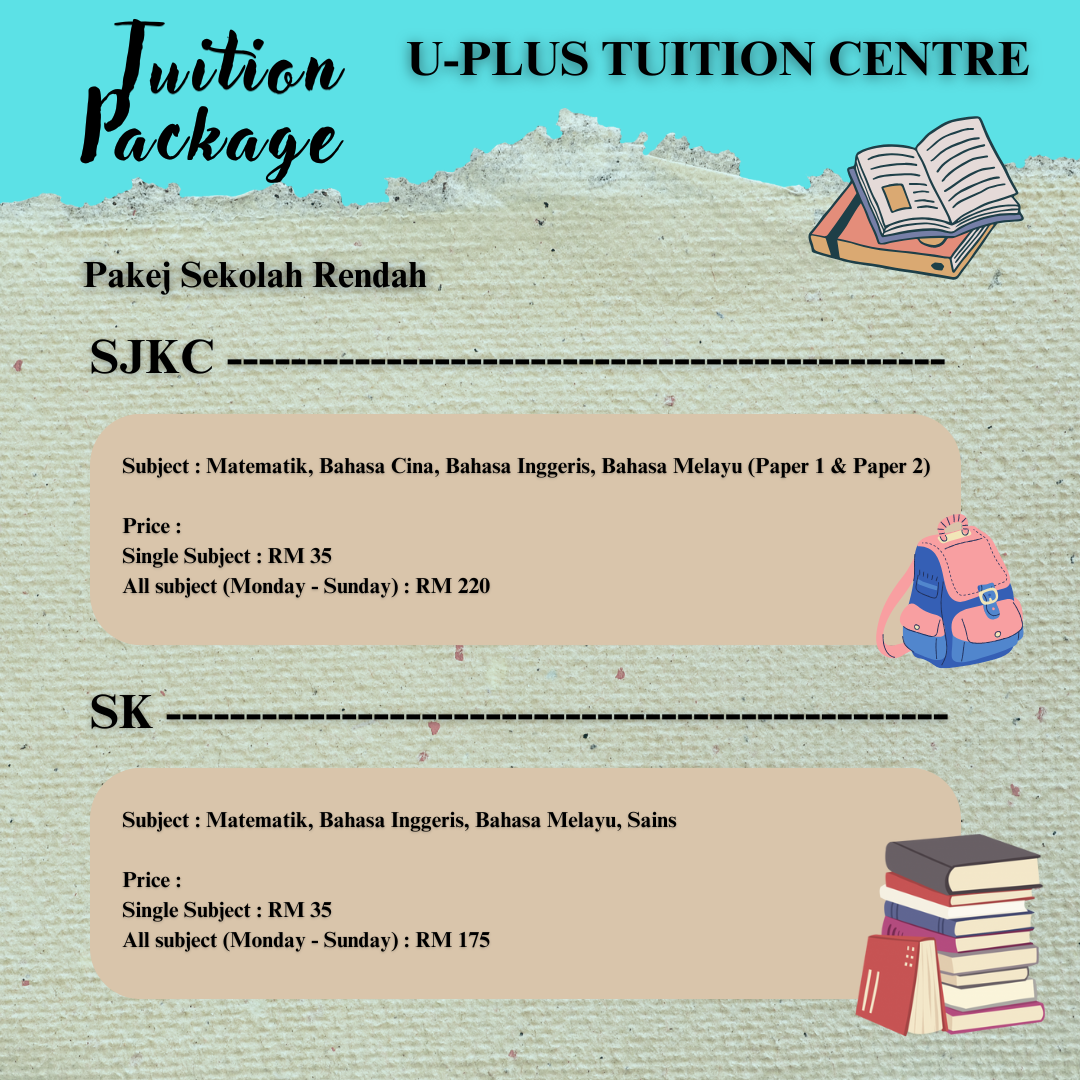 Tuition
Package
U-PLUS TUITION CENTRE
Pakej Sekolah Rendah
SJKC ---------------------------------------------
Subject : Matematik, Bahasa Cina, Bahasa Inggeris, Bahasa Melayu (Paper 1 & Paper 2)
Price :
Single Subject : RM 35
All subject (Monday - Sunday) : RM 220
SK -------------------------------------------------
Subject : Matematik, Bahasa Inggeris, Bahasa Melayu, Sains
Price :
Single Subject : RM 35
All subject (Monday - Sunday) : RM 175